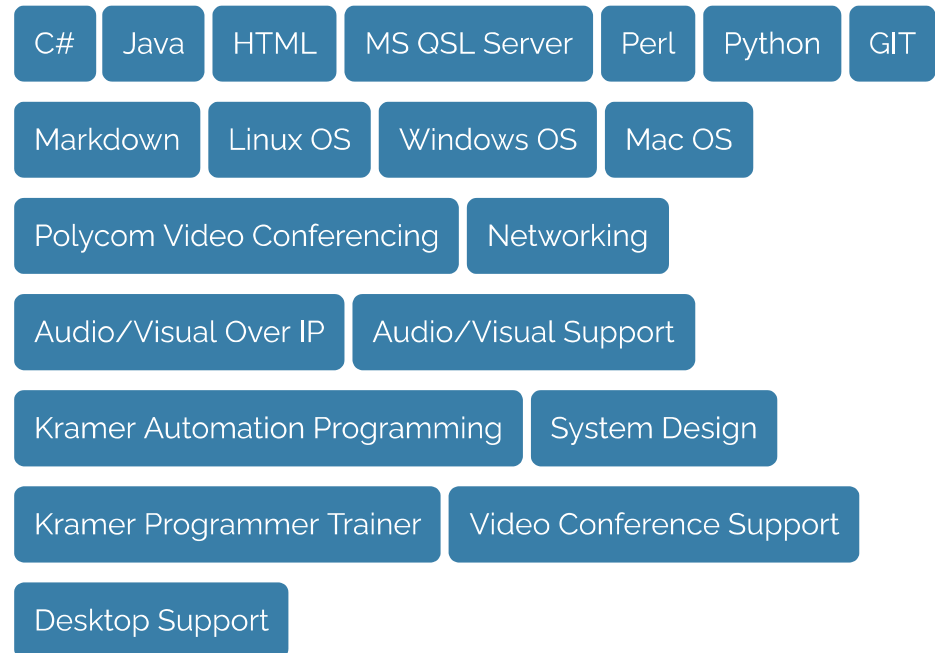 C# Java HTML MS QSL Server Perl Python GIT
Markdown Linux OS Windows OS Mac OS
Polycom Video Conferencing Networking
Audio/Visual Over IP Audio/Visual Support
Kramer Automation Programming System Design
Kramer Programmer Trainer Video Conference Support
Desktop Support